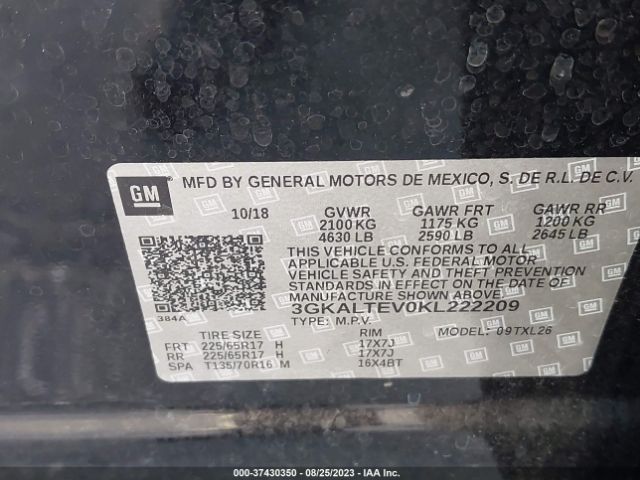 GM MFD BY GENERAL MOTORS DE MEXICO, S. DE R.L. DE C.V.
10/18 GVWR GAWR FRT GAWR RR
2100 KG 1175 KG 1200 KG
4630 LB 2590 LB 2645 LB
THIS VEHICLE CONFORMS TO ALL
APPLICABLE U.S. FEDERAL MOTOR
VEHICLE SAFETY AND THEFT
PREVENTION STANDARDS IN EFFECT
ON THE DATE OF MANUFACTURE
SHOWN ABOVE.
384A
3GKALTEV0KL222209
TYPE: M.P.V. MODEL: 09TXL26
TIRE SIZE RIM
FRT 225/65R17 H 17X7J
RR 225/65R17 H 17X7J
SPA T135/70R16 M 16X4BT
000-37430350 / 08/25/2023 - IAA Inc.